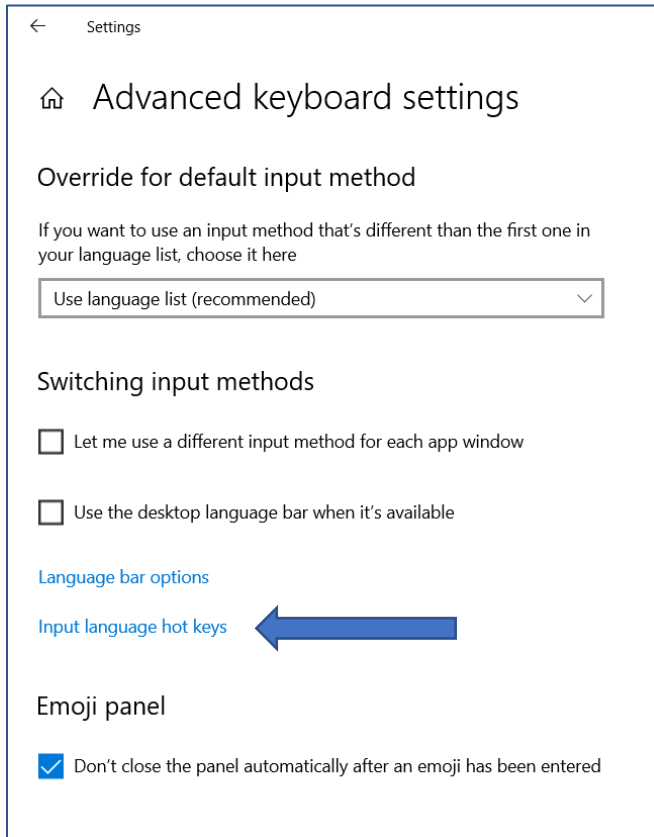 Settings
Advanced keyboard settings
Override for default input method
If you want to use an input method that's different than the first one in
your language list, choose it here
Use language list (recommended)
Switching input methods
Let me use a different input method for each app window
Use the desktop language bar when it's available
Language bar options
Input language hot keys
Emoji panel
Don't close the panel automatically after an emoji has been entered